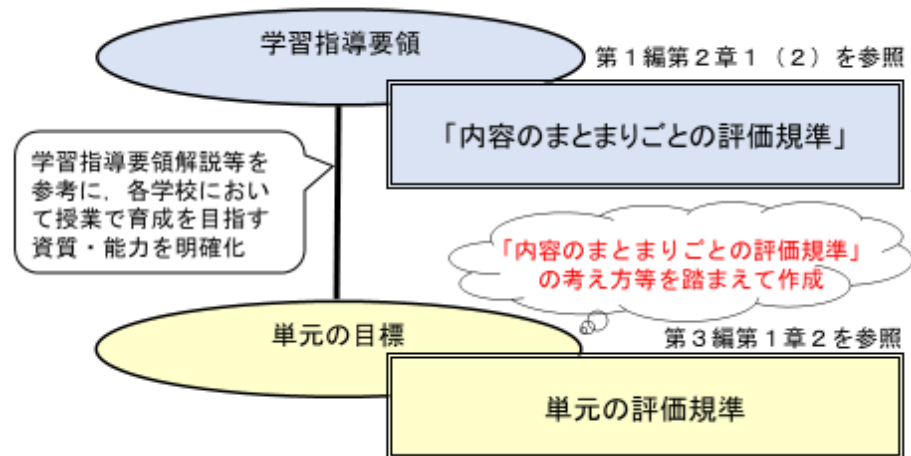 学習指導要領
第１編第２章１（２）を参照
「内容のまとまりごとの評価規準」
学習指導要領解説等を
参考に，各学校におい
て授業で育成を目指す
資質・能力を明確化
「内容のまとまりごとの評価規準」
の考え方等を踏まえて作成
単元の目標
第３編第１章２を参照
単元の評価規準